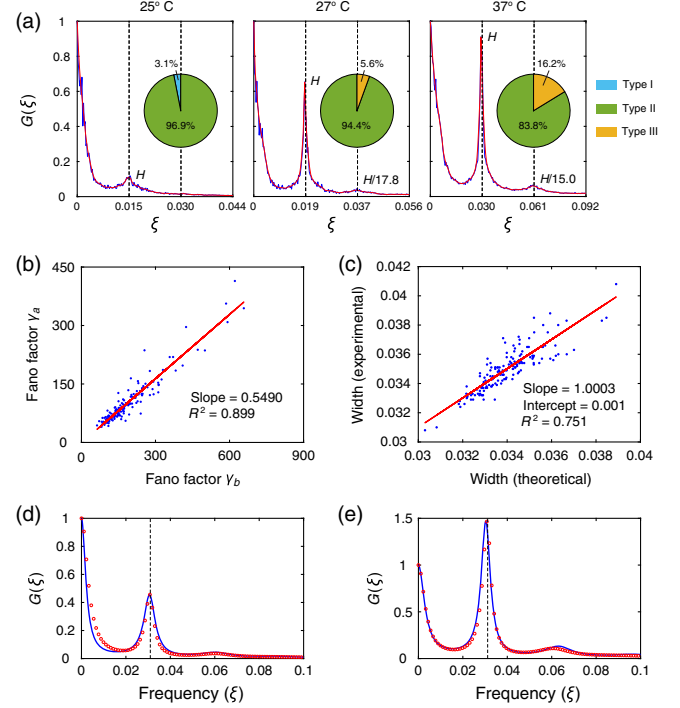 (a)
25° C
27° C
37° C
G(ξ)
1
0.8
0.6
0.4
0.2
0
3.1%
96.9%
H
0 0.015 0.030 0.044
ξ
H
5.6%
94.4%
H/17.8
0 0.019 0.037 0.056
ξ
H
16.2%
83.8%
H/15.0
0 0.030 0.061 0.092
ξ
Type I
Type II
Type III
(b)
Fano factor γa
450
300
150
0
Slope = 0.5490
R² = 0.899
0 300 600 900
Fano factor γb
(c)
Width (experimental)
0.042
0.04
0.038
0.036
0.034
0.032
0.03
Slope = 1.0003
Intercept = 0.001
R² = 0.751
0.03 0.032 0.034 0.036 0.038 0.04
Width (theoretical)
(d)
G(ξ)
1
0.8
0.6
0.4
0.2
0
0 0.02 0.04 0.06 0.08 0.1
Frequency (ξ)
(e)
G(ξ)
1.5
1
0.5
0
0 0.02 0.04 0.06 0.08 0.1
Frequency (ξ)